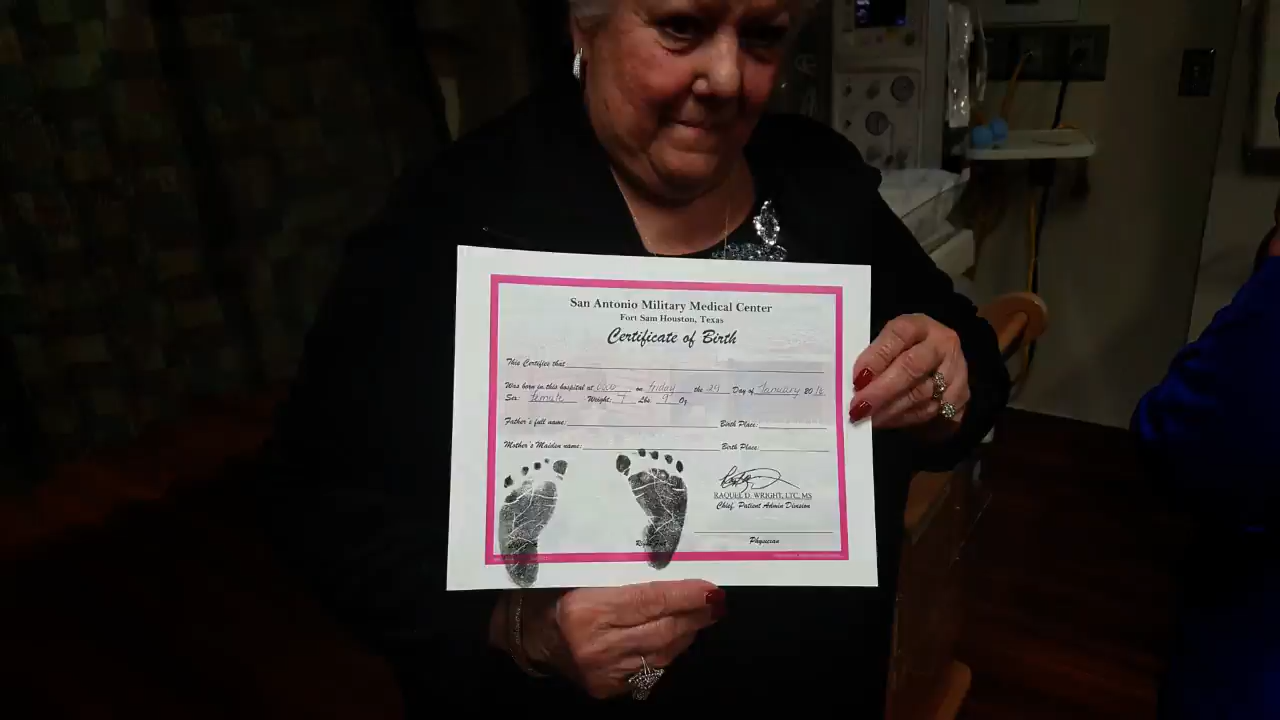 San Antonio Military Medical Center
Fort Sam Houston, Texas
Certificate of Birth
This Certifies that
Was born in this hospital at on Friday the 29 Day of January 2016
Sex: Female Weight: 7 Lbs 9 Oz
Father's full name: Birth Place:
Mother's Maiden name: Birth Place:
RAQUEL D. WRIGHT, LTC, MS
Chief, Patient Admin Division
Physician